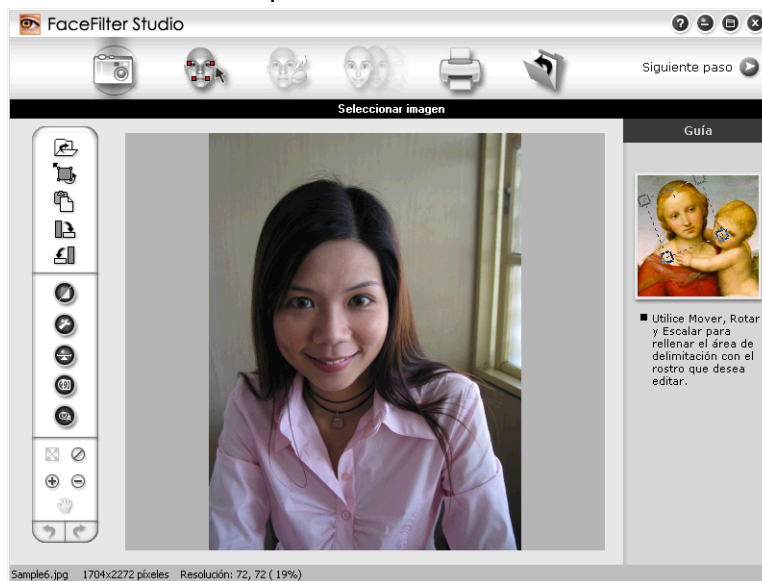 FaceFilter Studio
Siguiente paso
Seleccionar imagen
Guía
Utilice Mover, Rotar
y Escalar para
rellenar el área de
delimitación con el
rostro que desea
editar.
Sample6.jpg 1704x2272 píxeles Resolución: 72, 72 ( 19%)